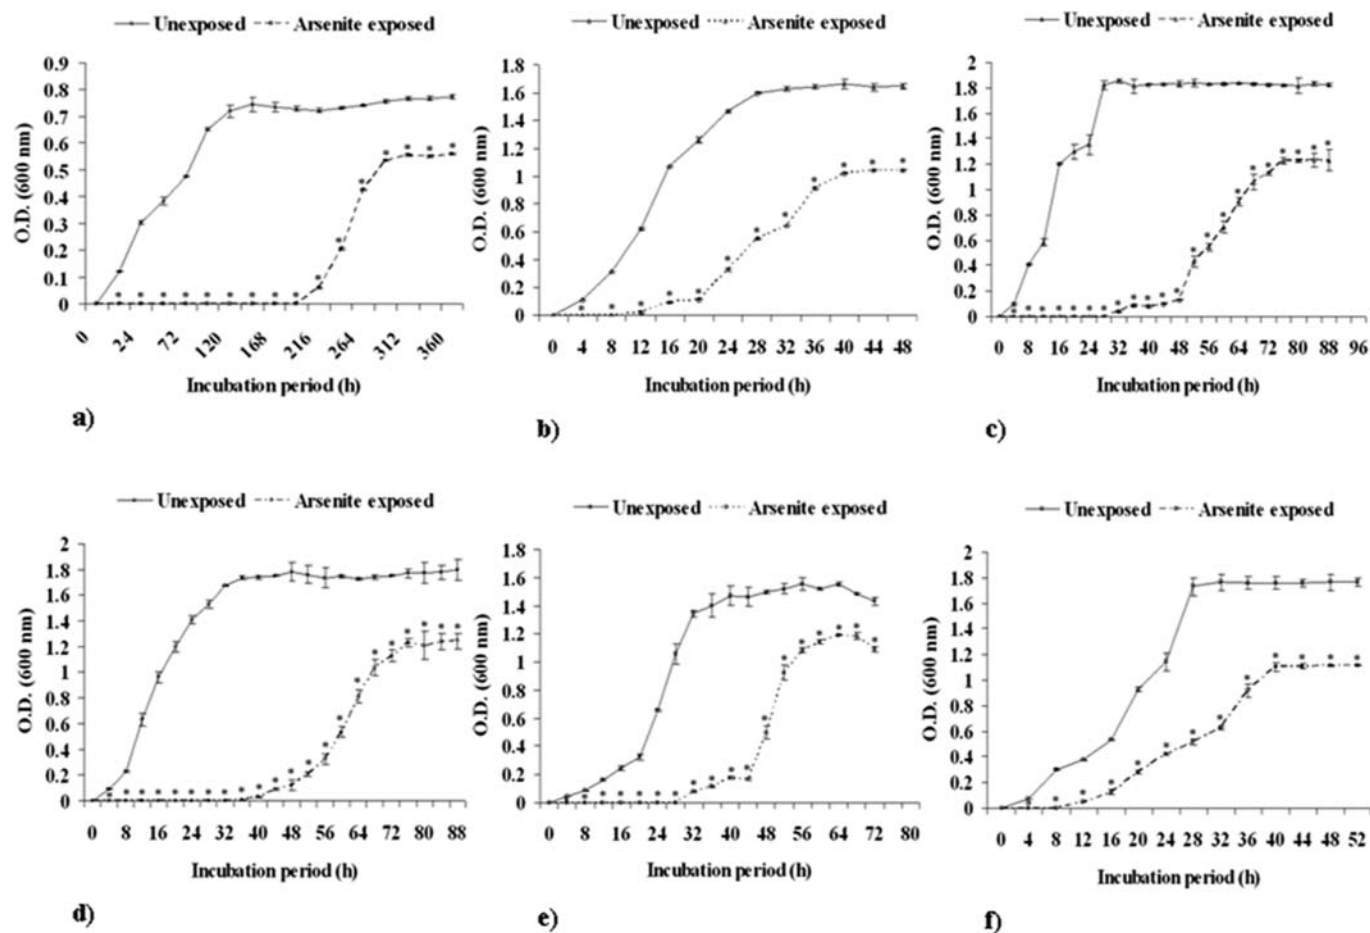 Unexposed Arsenite exposed
0.9
0.8
0.7
0.6
0.5
0.4
0.3
0.2
0.1
0
O.D. (600 nm)
0 24 72 120 168 216 264 312 360
Incubation period (h)
a)
Unexposed Arsenite exposed
1.8
1.6
1.4
1.2
1
0.8
0.6
0.4
0.2
0
O.D. (600 nm)
0 4 8 12 16 20 24 28 32 36 40 44 48
Incubation period (h)
b)
Unexposed Arsenite exposed
2
1.8
1.6
1.4
1.2
1
0.8
0.6
0.4
0.2
0
O.D. (600 nm)
0 8 16 24 32 40 48 56 64 72 80 88 96
Incubation period (h)
c)
Unexposed Arsenite exposed
2
1.8
1.6
1.4
1.2
1
0.8
0.6
0.4
0.2
0
O.D. (600 nm)
0 8 16 24 32 40 48 56 64 72 80 88
Incubation period (h)
d)
Unexposed Arsenite exposed
1.8
1.6
1.4
1.2
1
0.8
0.6
0.4
0.2
0
O.D. (600 nm)
0 8 16 24 32 40 48 56 64 72 80
Incubation period (h)
e)
Unexposed Arsenite exposed
2
1.8
1.6
1.4
1.2
1
0.8
0.6
0.4
0.2
0
O.D. (600 nm)
0 4 8 12 16 20 24 28 32 36 40 44 48 52
Incubation period (h)
f)